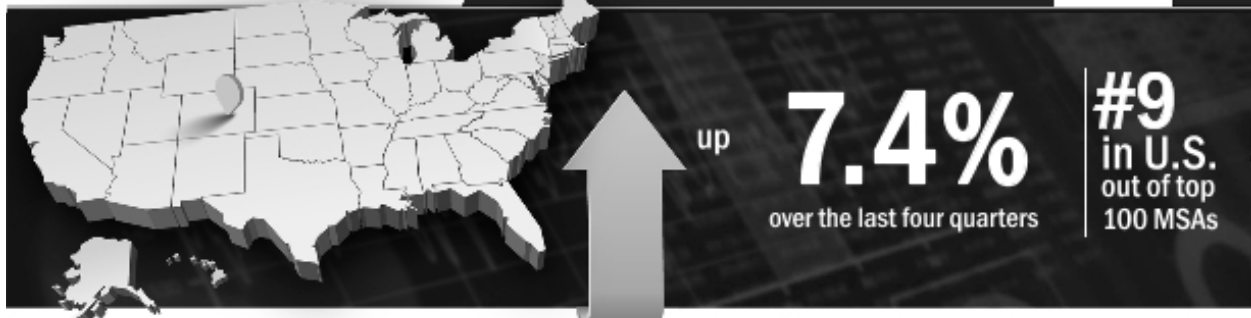 up
7.4%
over the last four quarters
#9
in U.S.
out of top
100 MSAs